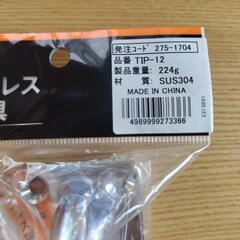 発注コード 275-1704
品番 TIP-12
製品重量: 224g
材 質: SUS304
MADE IN CHINA
4989999273366
レス
具